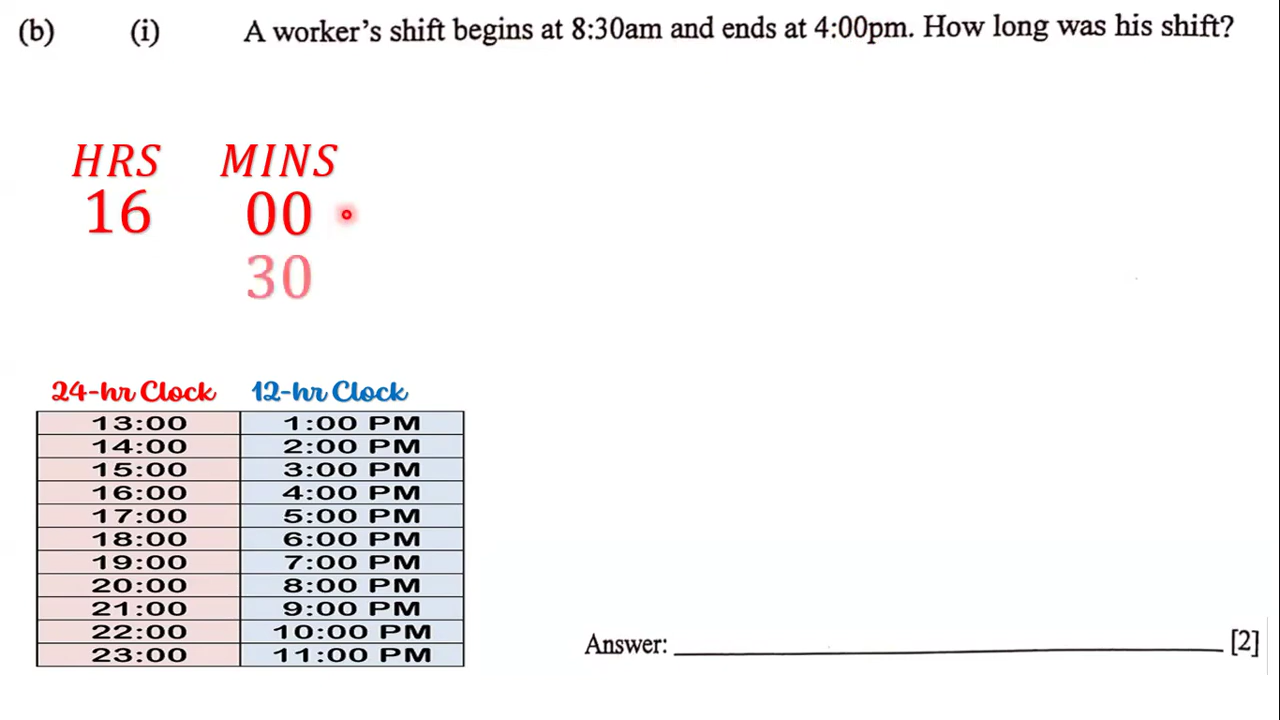 (b) (i) A worker's shift begins at 8:30am and ends at 4:00pm. How long was his shift?
HRS MINS
16 00
30
24-hr Clock 12-hr Clock
13:00 1:00 PM
14:00 2:00 PM
15:00 3:00 PM
16:00 4:00 PM
17:00 5:00 PM
18:00 6:00 PM
19:00 7:00 PM
20:00 8:00 PM
21:00 9:00 PM
22:00 10:00 PM
23:00 11:00 PM
Answer: [2]